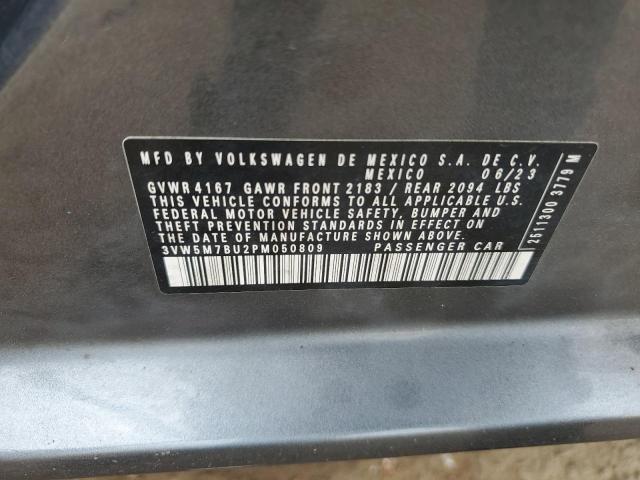 MFD BY VOLKSWAGEN DE MEXICO S.A. DE C.V.
MEXICO 06/23
GVWR 4167 GAWR FRONT 2183 / REAR 2094 LBS
THIS VEHICLE CONFORMS TO ALL APPLICABLE U.S.
FEDERAL MOTOR VEHICLE SAFETY, BUMPER AND
THEFT PREVENTION STANDARDS IN EFFECT ON
THE DATE OF MANUFACTURE SHOWN ABOVE.
3VW5M7BU2PM050809 PASSENGER CAR
2511300 3779 M